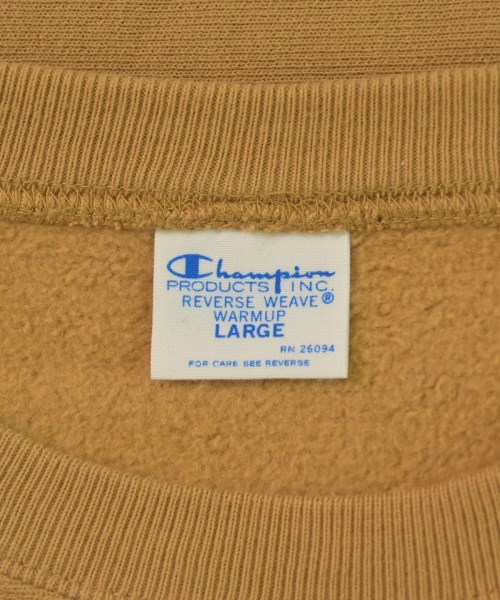 Champion
PRODUCTS INC.
REVERSE WEAVE®
WARMUP
LARGE
RN 26094
FOR CARE SEE REVERSE